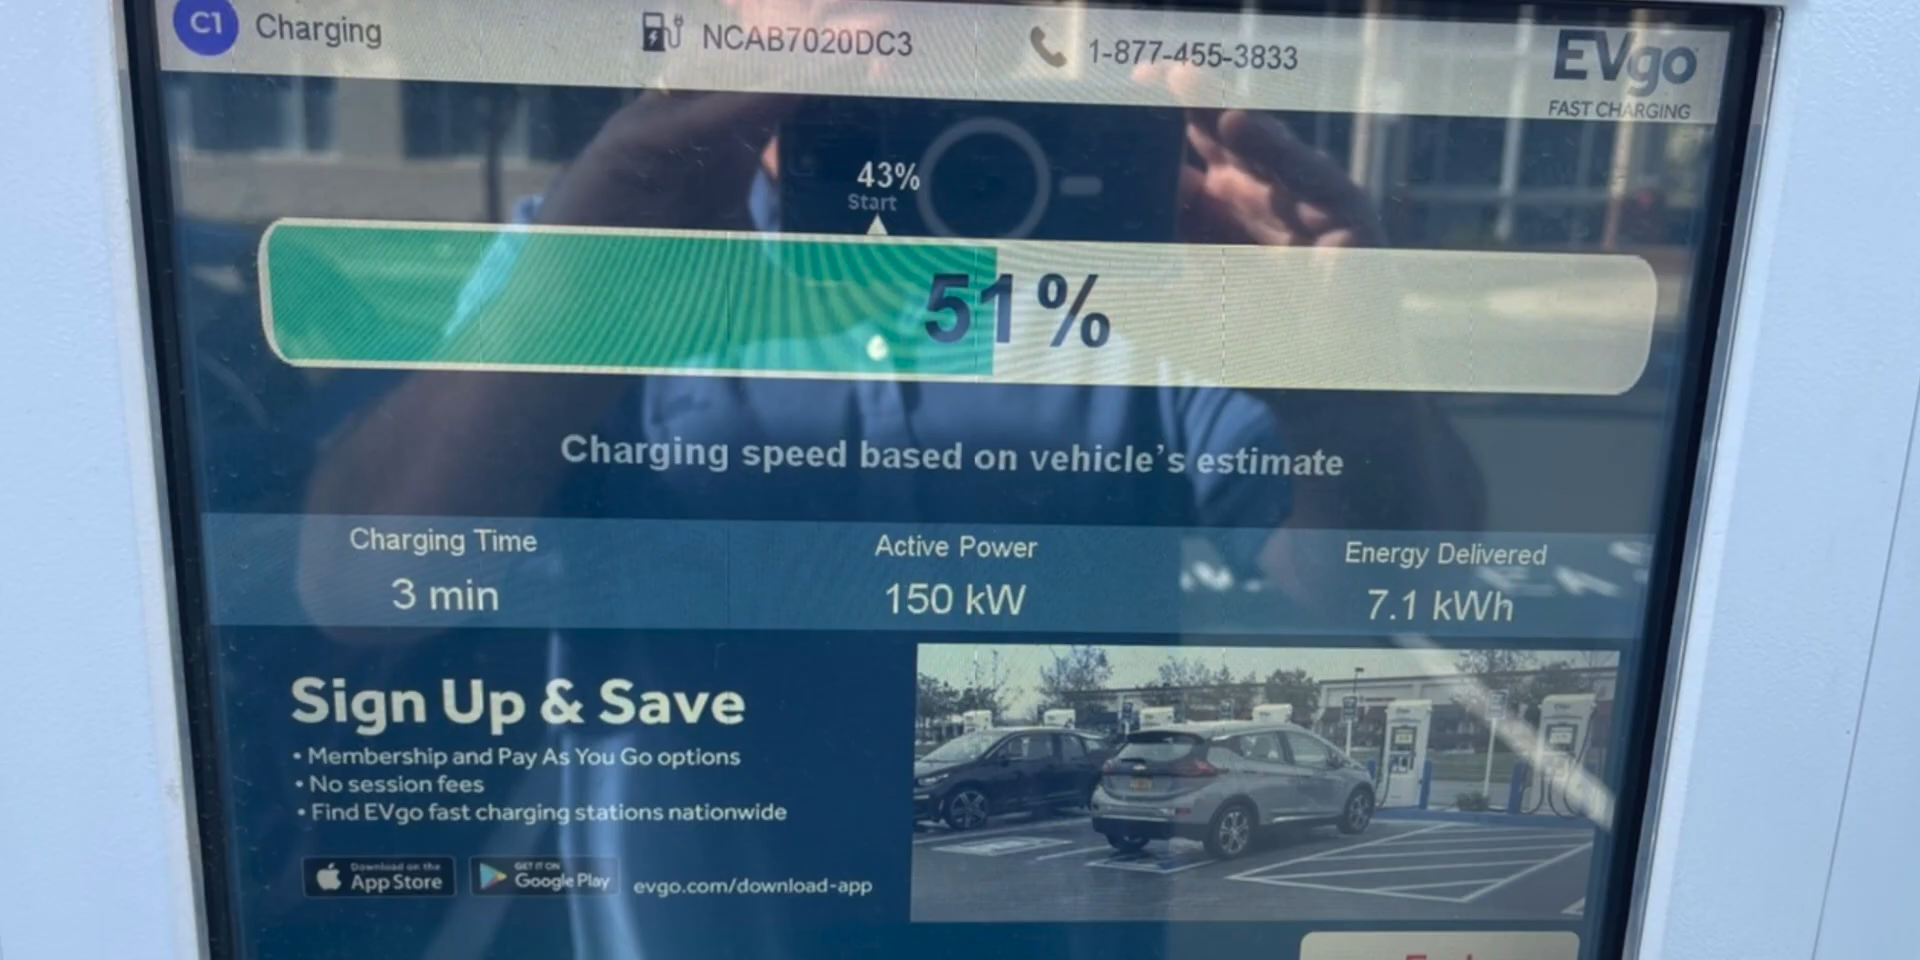 C1 Charging NCAB7020DC3 1-877-455-3833 EVgo
FAST CHARGING
43%
Start
51%
Charging speed based on vehicle's estimate
Charging Time Active Power Energy Delivered
3 min 150 kW 7.1 kWh
Sign Up & Save
• Membership and Pay As You Go options
• No session fees
• Find EVgo fast charging stations nationwide
Download on the
App Store
GET IT ON
Google Play
evgo.com/download-app